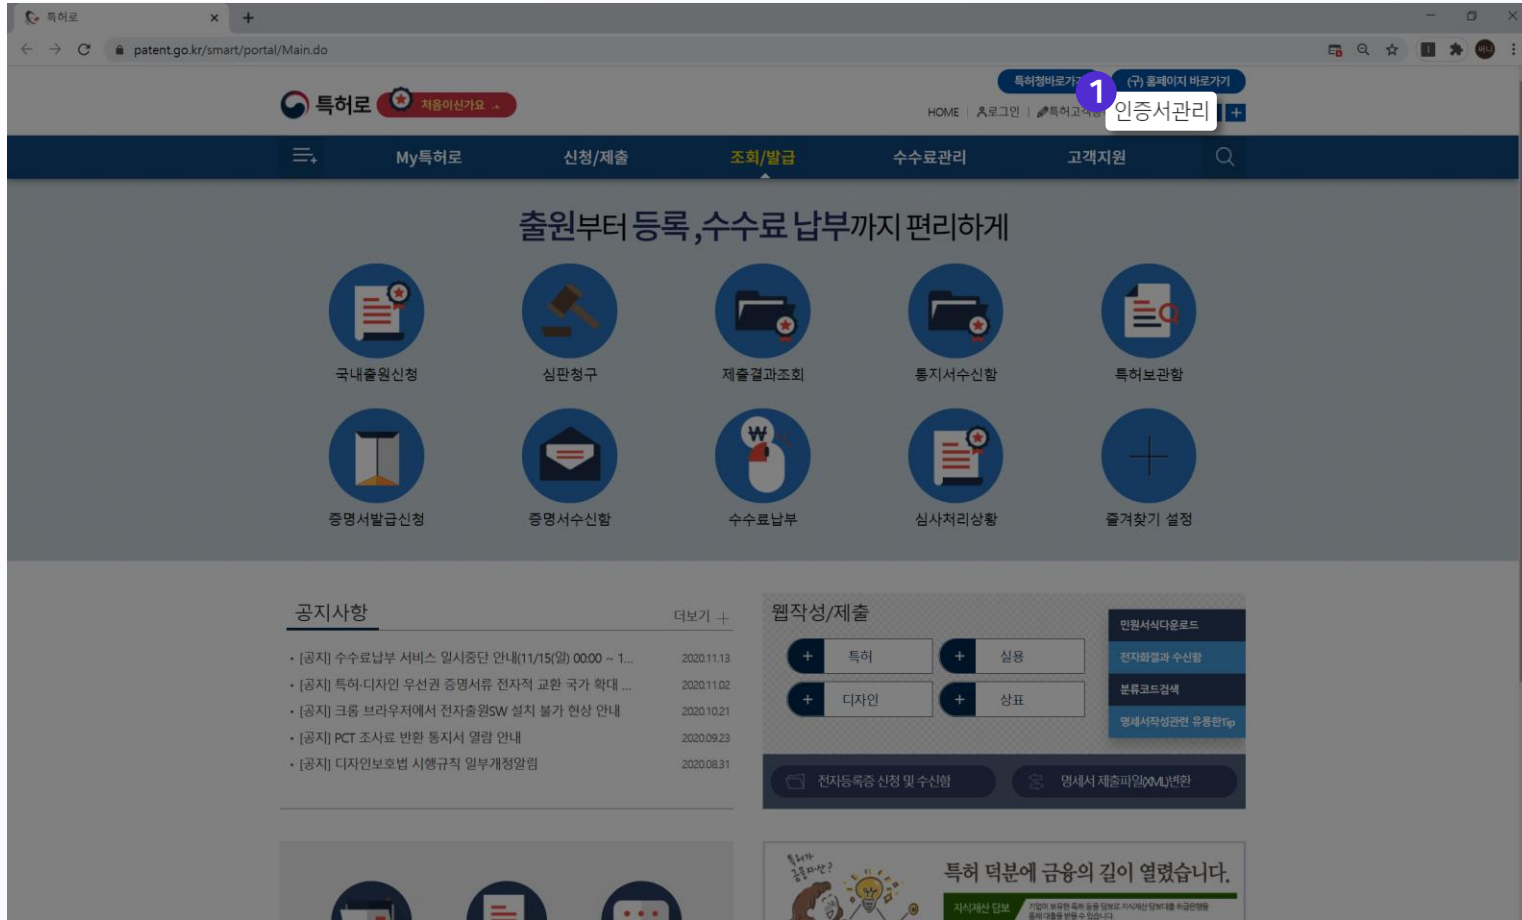 특허로
patent.go.kr/smart/portal/Main.do
(구) 홈페이지 바로가기
1
특허로 처음이신가요
HOME 로그인
인증서관리
My특허로 신청/제출 조회/발급 수수료관리 고객지원
출원부터 등록, 수수료 납부까지 편리하게
국내출원신청 심판청구 제출결과조회 통지서수신함 특허보관함
증명서발급신청 증명서수신함 수수료납부 심사처리상황 즐겨찾기 설정
공지사항 더보기
• [공지] 수수료납부 서비스 일시중단 안내(11/15(일) 00:00 ~ 1... 2020.11.13
• [공지] 특허·디자인 우선권 증명서류 전자적 교환 국가 확대 ... 2020.11.02
• [공지] 크롬 브라우저에서 전자출원SW 설치 불가 현상 안내 2020.10.21
• [공지] PCT 조사료 반환 통지서 열람 안내 2020.09.23
• [공지] 디자인보호법 시행규칙 일부개정알림 2020.08.31
웹작성/제출
+ 특허 + 실용
+ 디자인 + 상표
민원서식다운로드
전자화결과 수신함
분류코드검색
명세서작성관련 유용한Tip
전자등록증 신청 및 수신함 명세서 제출파일(XML)변환
특허가
금융자산?
특허 덕분에 금융의 길이 열렸습니다.
지식재산 담보